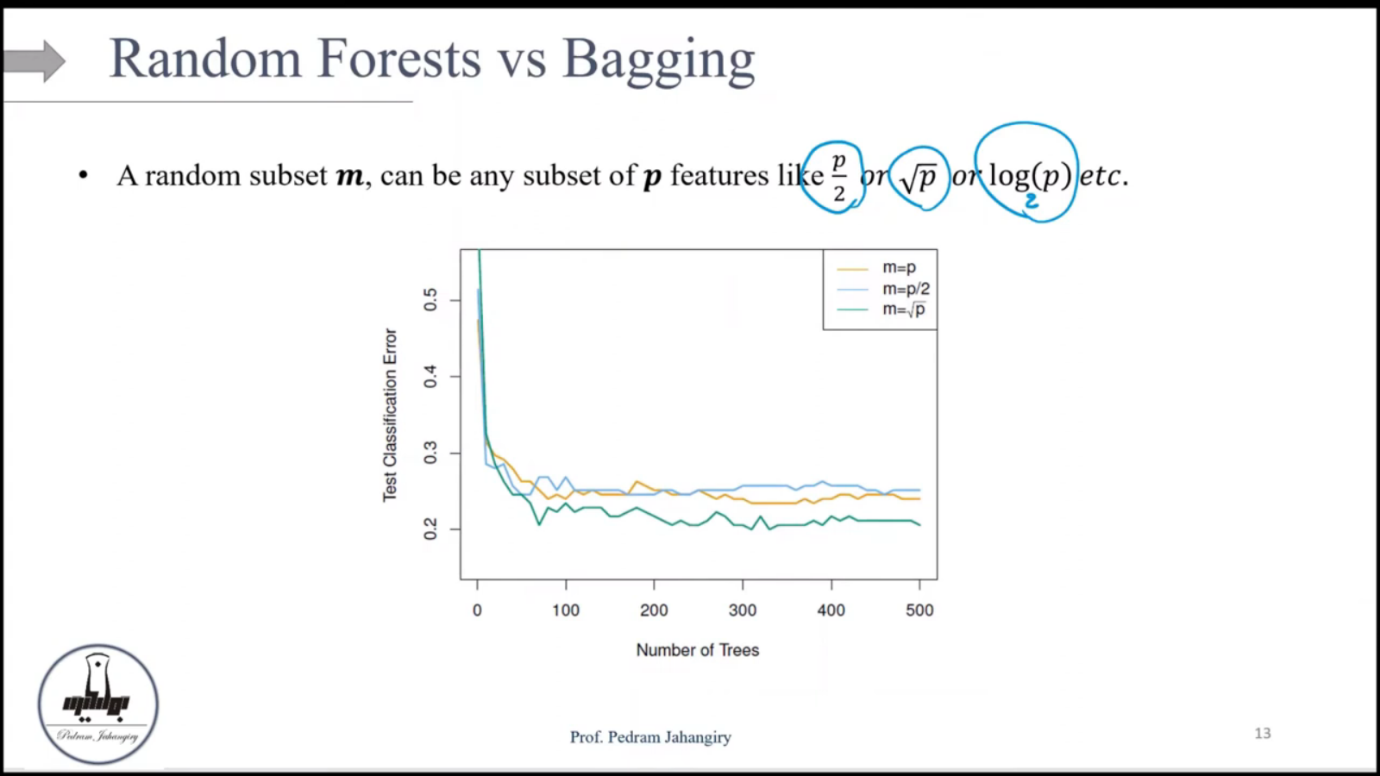 Random Forests vs Bagging
• A random subset m, can be any subset of p features like p/2 or √p or log₂(p) etc.
m=p
m=p/2
m=√p
Test Classification Error
0.5
0.4
0.3
0.2
0 100 200 300 400 500
Number of Trees
Pedram Jahangiry
Prof. Pedram Jahangiry
13